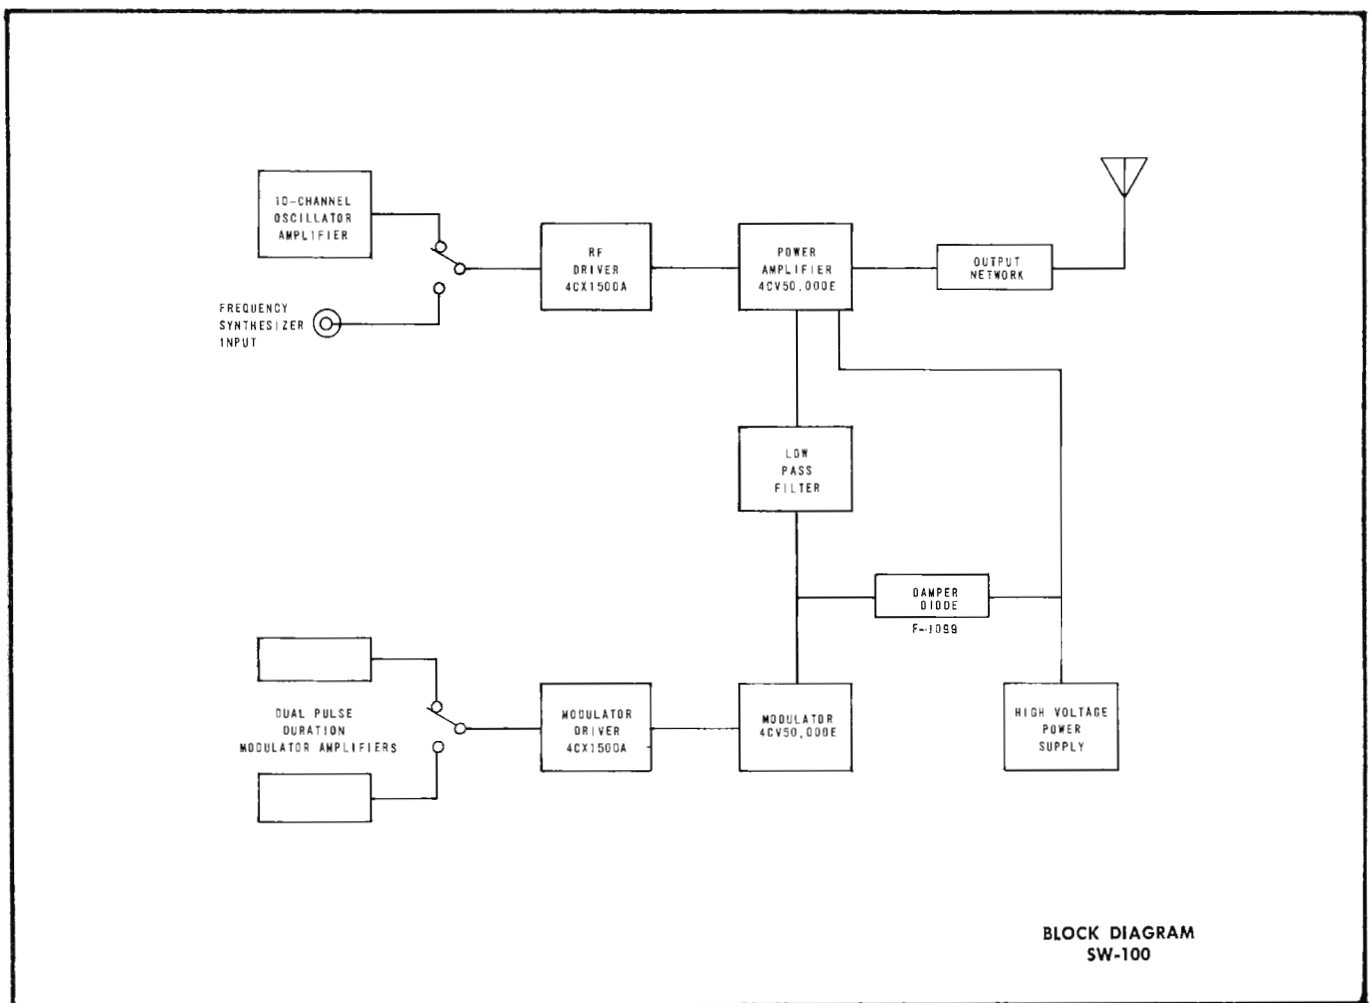 10-CHANNEL
OSCILLATOR
AMPLIFIER
RF
DRIVER
4CX1500A
POWER
AMPLIFIER
4CV50,000E
OUTPUT
NETWORK
FREQUENCY
SYNTHESIZER
INPUT
LOW
PASS
FILTER
DAMPER
DIODE
F-1099
DUAL PULSE
DURATION
MODULATOR AMPLIFIERS
MODULATOR
DRIVER
4CX1500A
MODULATOR
4CV50,000E
HIGH VOLTAGE
POWER
SUPPLY
BLOCK DIAGRAM
SW-100